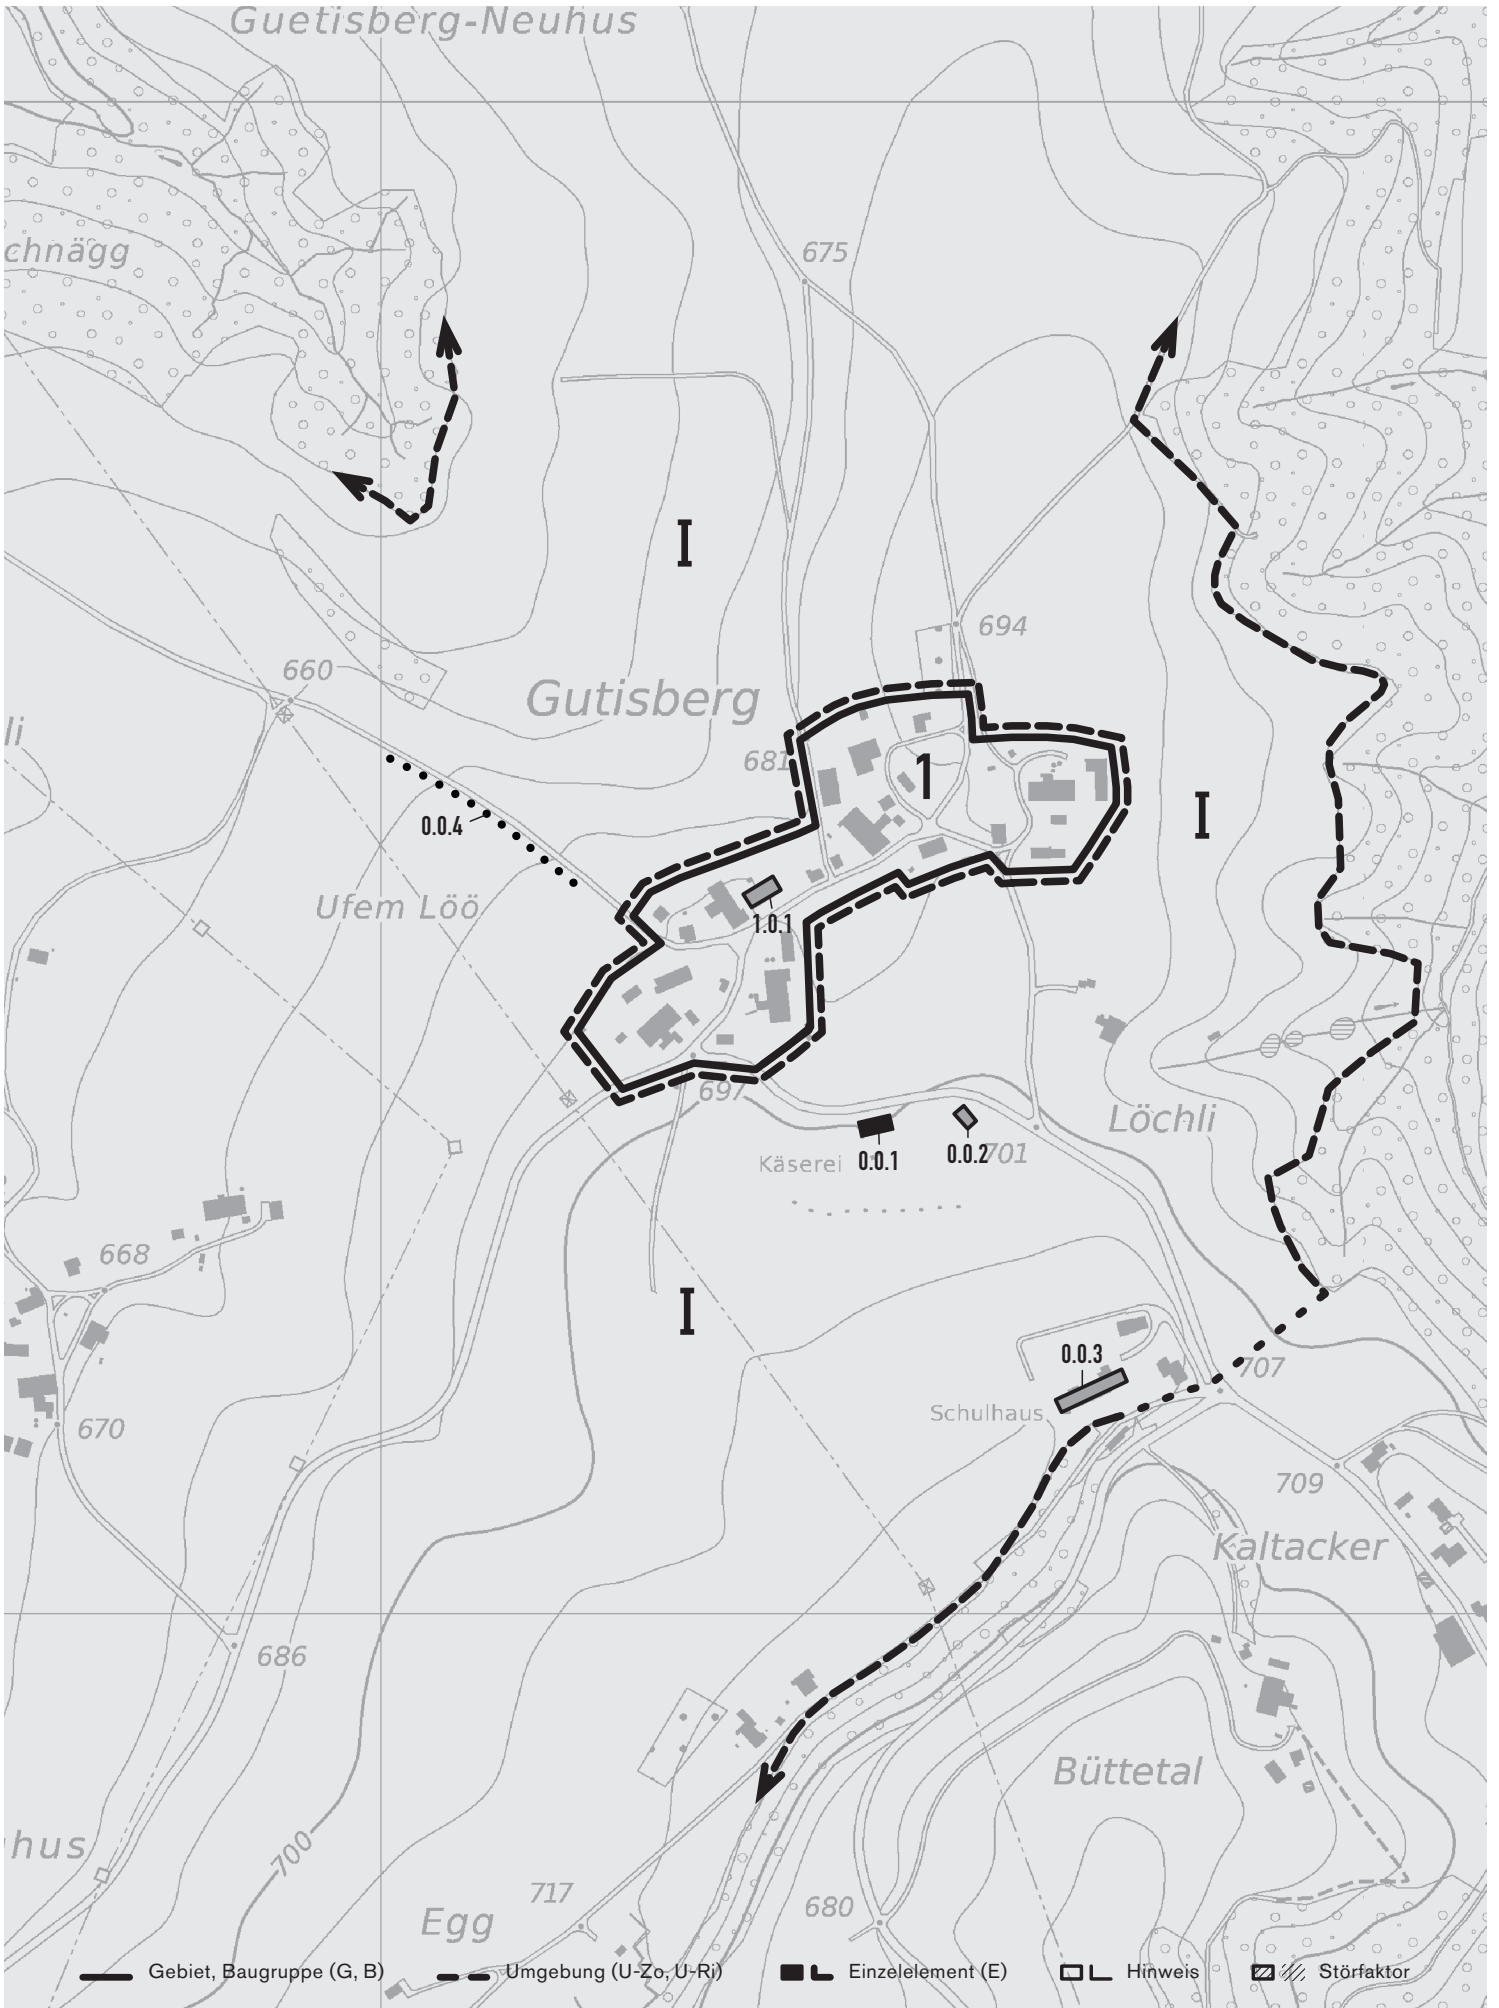 Guetisberg-Neuhus
chnägg
675
I
694
660
Gutisberg
li
681
1
I
0.0.4
Ufem Löö
1.0.1
697
Löchli
Käserei
0.0.1
0.0.2
701
668
I
0.0.3
707
Schulhaus
670
709
Kaltacker
686
Büttetal
hus
700
717
Egg
680
Gebiet, Baugruppe (G, B)
Umgebung (U-Zo, U-Ri)
Einzelelement (E)
Hinweis
Störfaktor